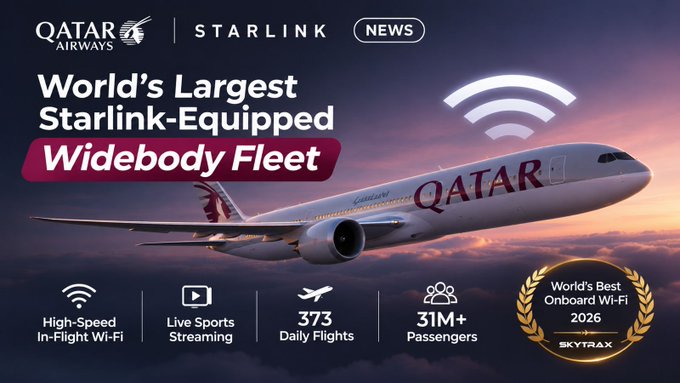 QATAR
AIRWAYS
STARLINK
NEWS
World's Largest
Starlink-Equipped
Widebody Fleet
QATAR
High-Speed
In-Flight Wi-Fi
Live Sports
Streaming
373
Daily Flights
31M+
Passengers
World's Best
Onboard Wi-Fi
2026
SKYTRAX